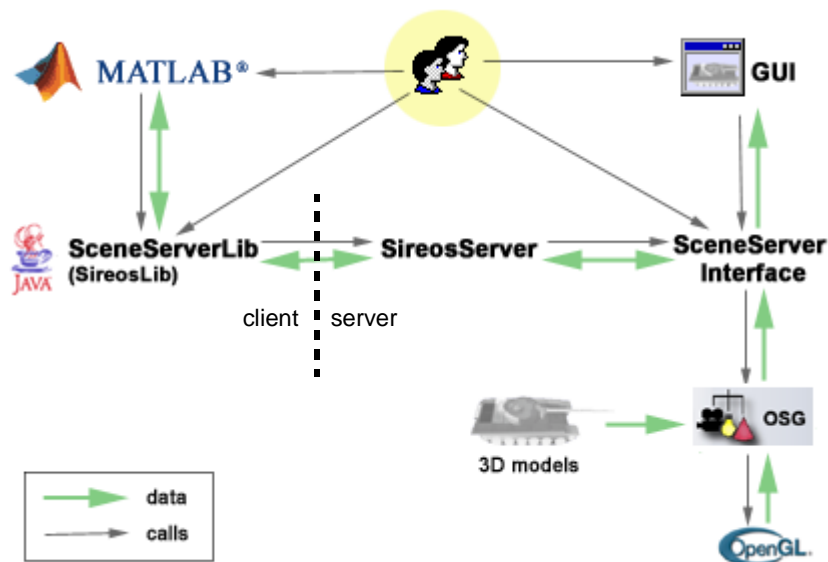 MATLAB®
GUI
JAVA
SceneServerLib
(SireosLib)
SireosServer
SceneServer
Interface
client
server
OSG
3D models
data
calls
OpenGL.